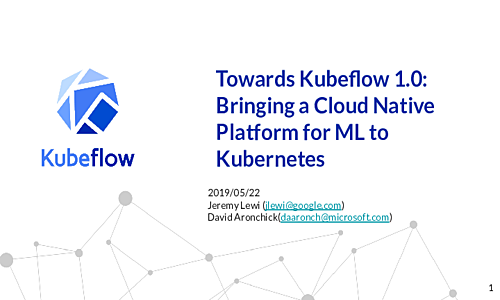 Towards Kubeflow 1.0:
Bringing a Cloud Native
Platform for ML to
Kubernetes
Kubeflow
2019/05/22
Jeremy Lewi (jlewi@google.com)
David Aronchick(daaronch@microsoft.com)
1